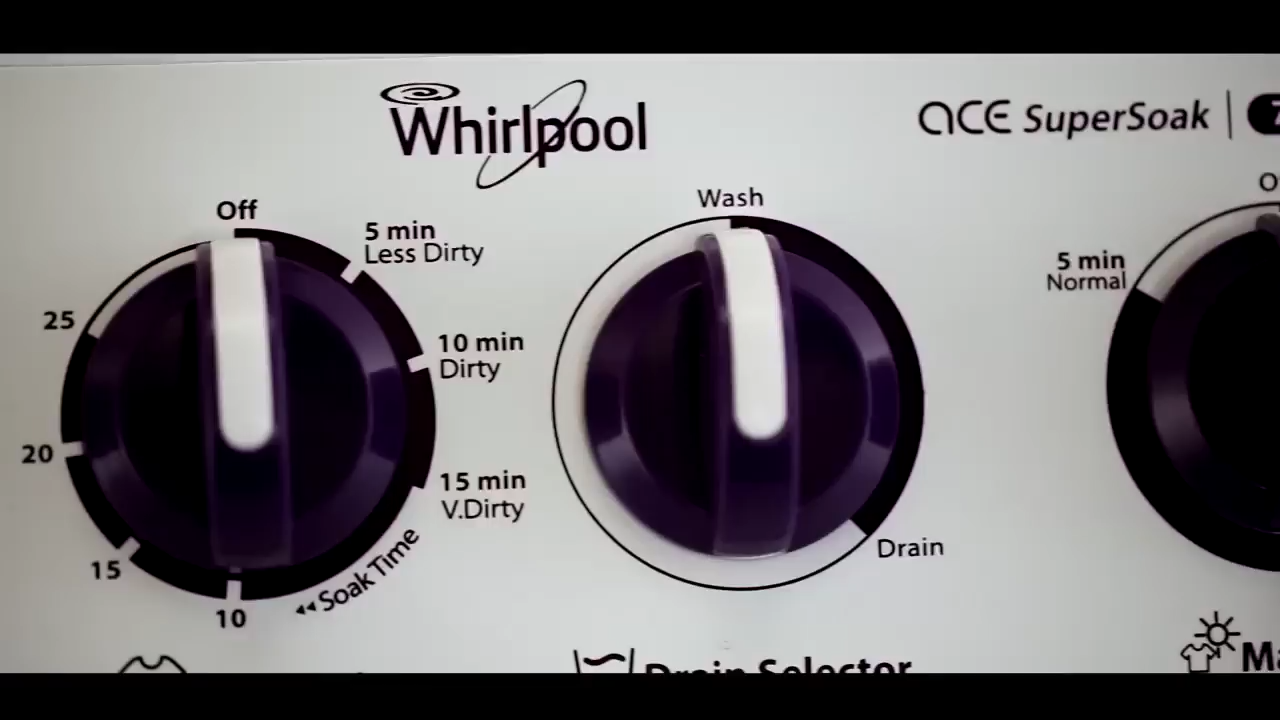 Whirlpool
ACE SuperSoak
Off
5 min
Less Dirty
10 min
Dirty
15 min
V.Dirty
Soak Time
10
15
20
25
Wash
Drain
5 min
Normal
Drain Selector